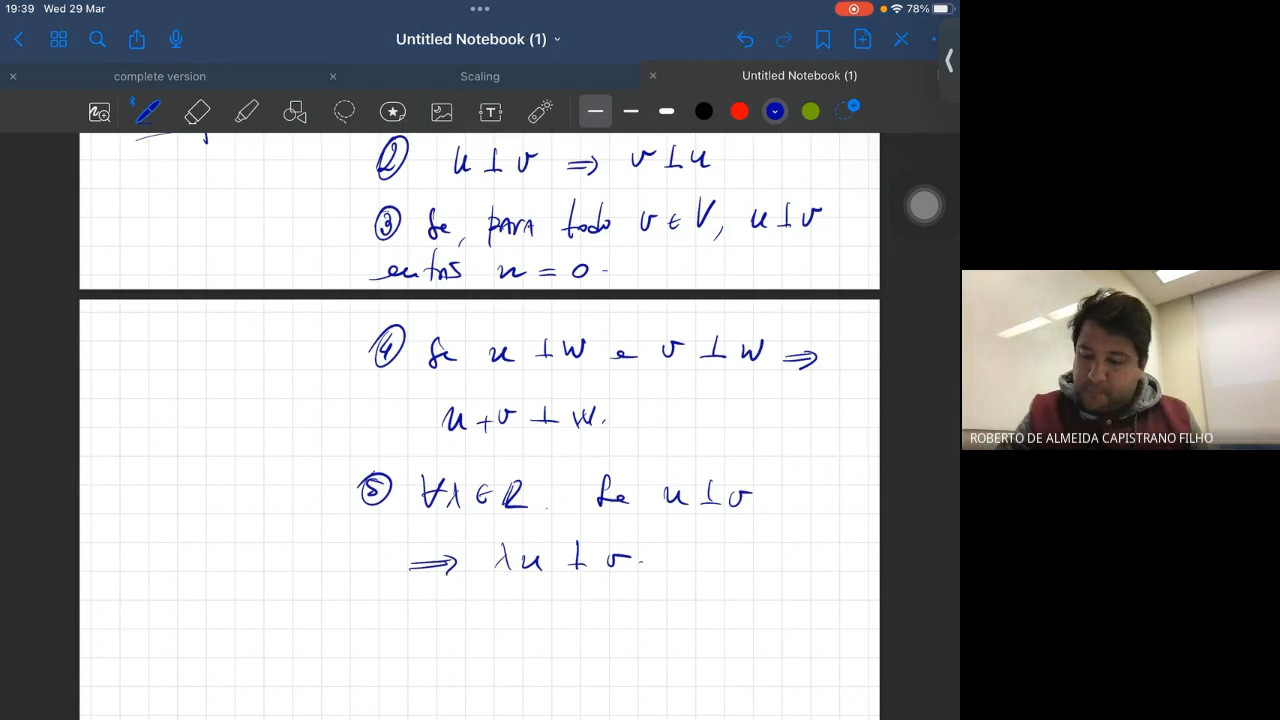 19:39 Wed 29 Mar
78%
Untitled Notebook (1)
complete version
Scaling
Untitled Notebook (1)
② u ⊥ v ⇒ v ⊥ u
③ Se, para todo v ∈ V, u ⊥ v
então u = 0.
④ Se u ⊥ w e v ⊥ w ⇒
u + v ⊥ w.
⑤ ∀λ ∈ R. Se u ⊥ v
⇒ λu ⊥ v.
ROBERTO DE ALMEIDA CAPISTRANO FILHO